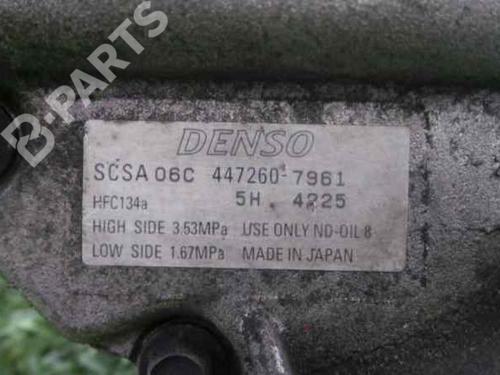 B-PARTS
DENSO
SCSA 06C 447260-7961
HFC134a 5H 4225
HIGH SIDE 3.53MPa USE ONLY ND-OIL 8
LOW SIDE 1.67MPa MADE IN JAPAN